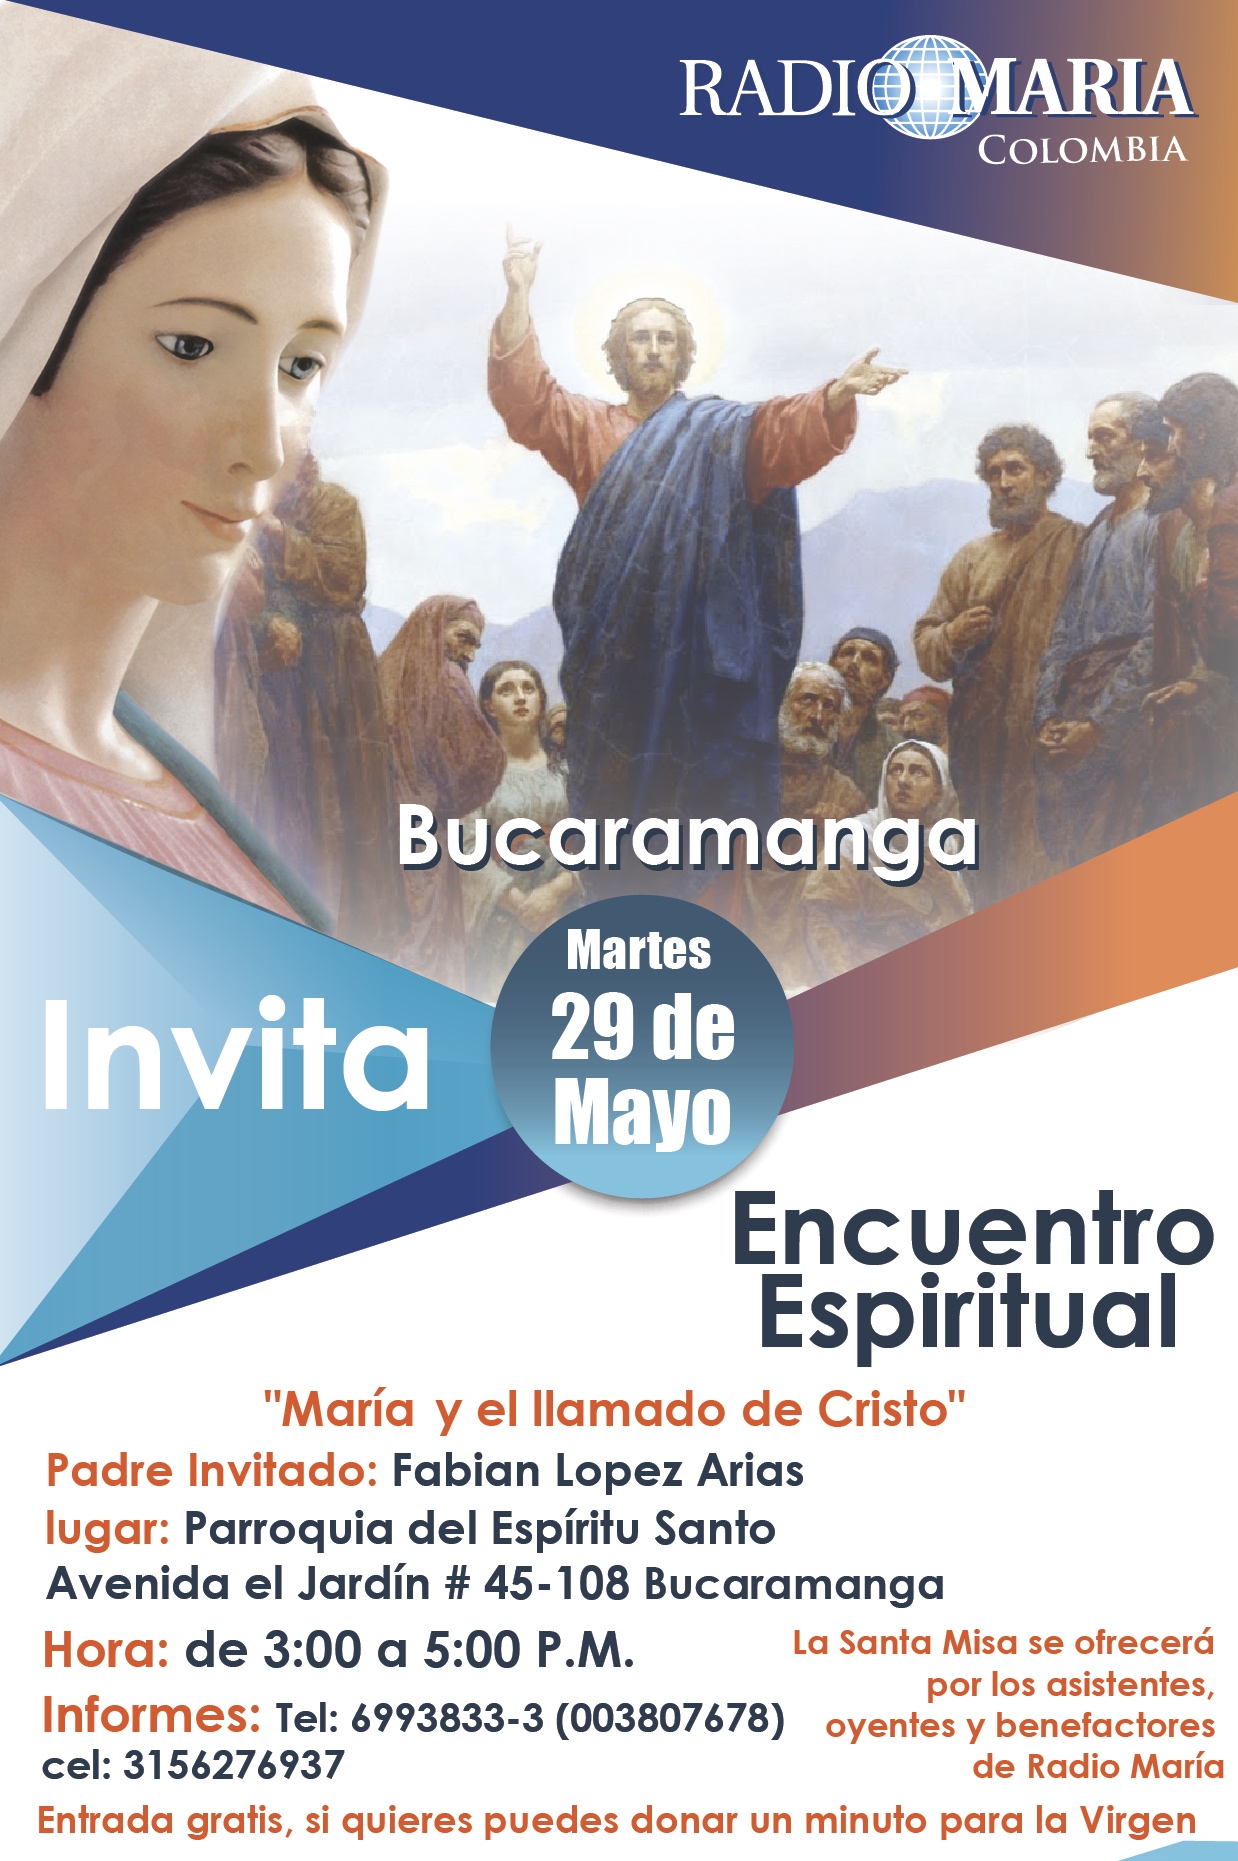 RADIO MARIA
COLOMBIA
Bucaramanga
Invita
Martes
29 de
Mayo
Encuentro
Espiritual
"María y el llamado de Cristo"
Padre Invitado: Fabian Lopez Arias
lugar: Parroquia del Espíritu Santo
Avenida el Jardín # 45-108 Bucaramanga
Hora: de 3:00 a 5:00 P.M.
Informes: Tel: 6993833-3 (003807678)
cel: 3156276937
La Santa Misa se ofrecerá
por los asistentes,
oyentes y benefactores
de Radio María
Entrada gratis, si quieres puedes donar un minuto para la Virgen